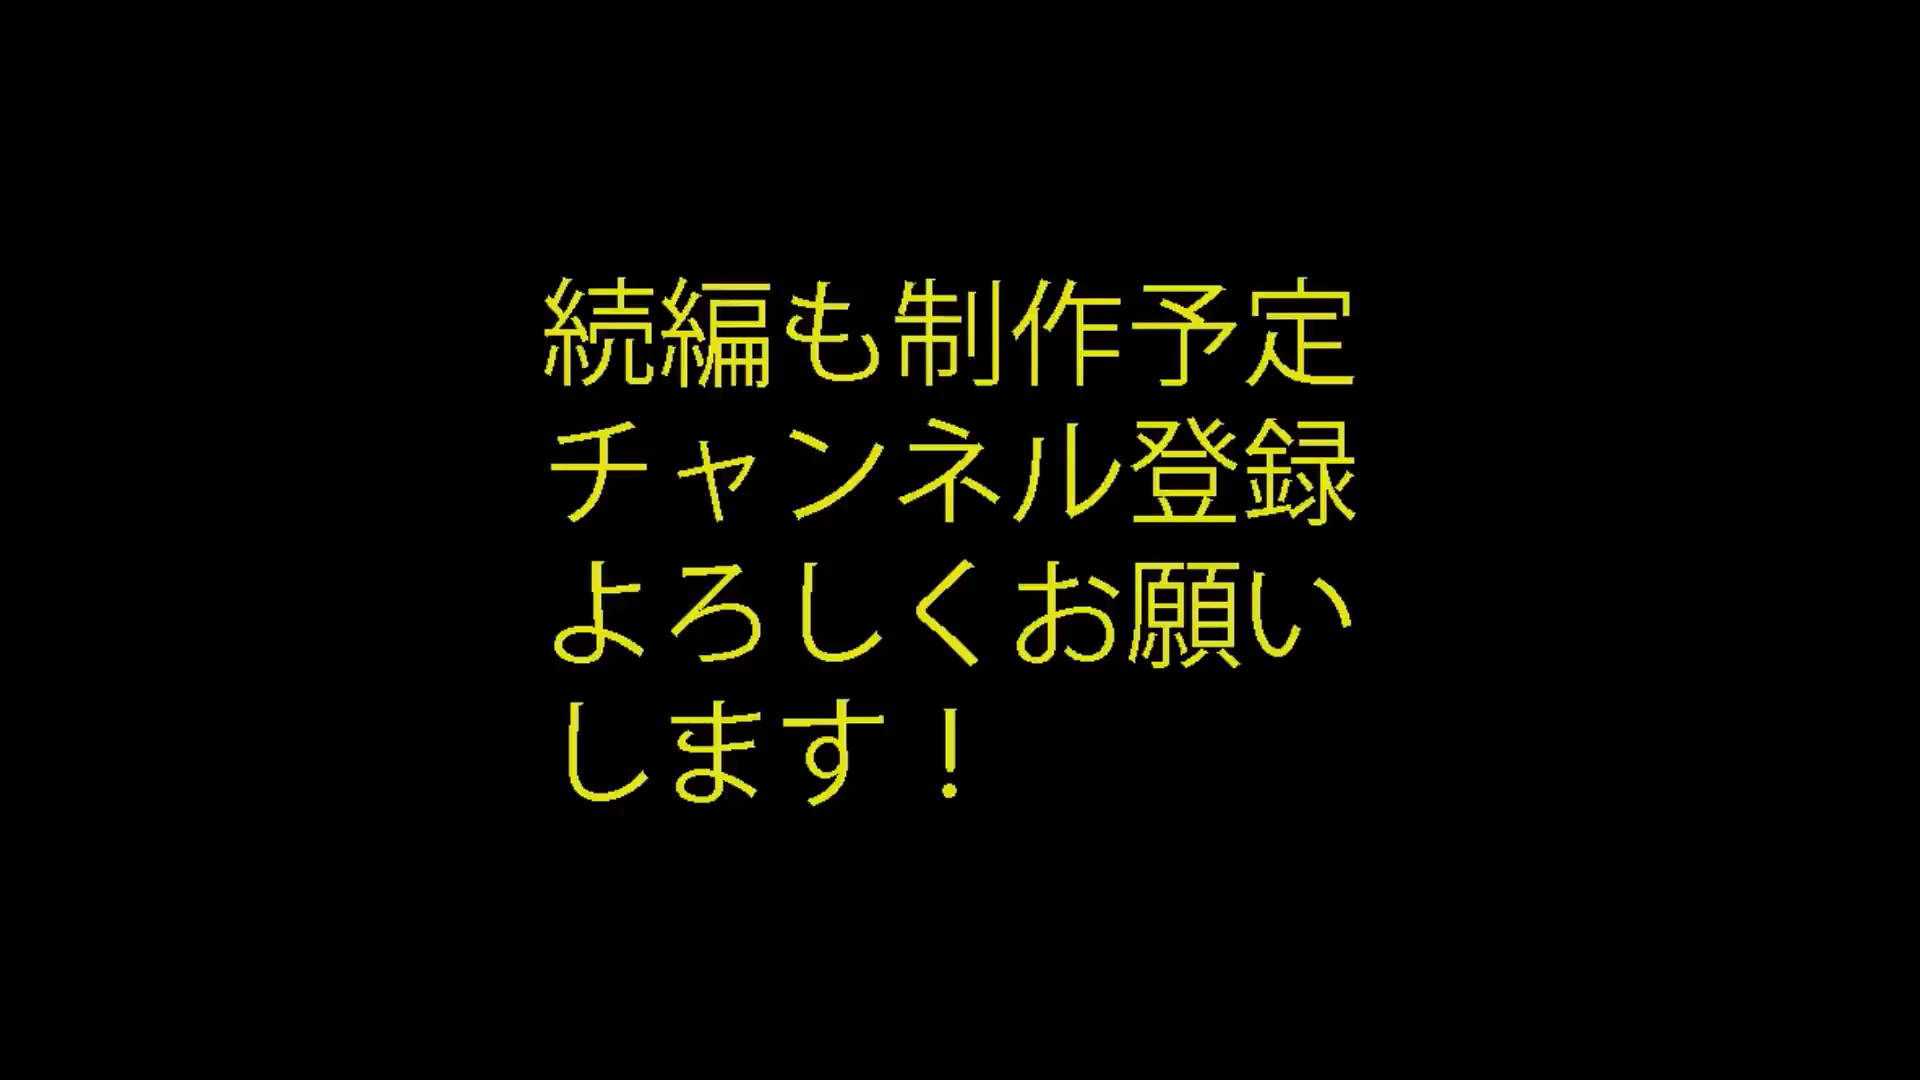 続編も制作予定
チャンネル登録
よろしくお願い
します！